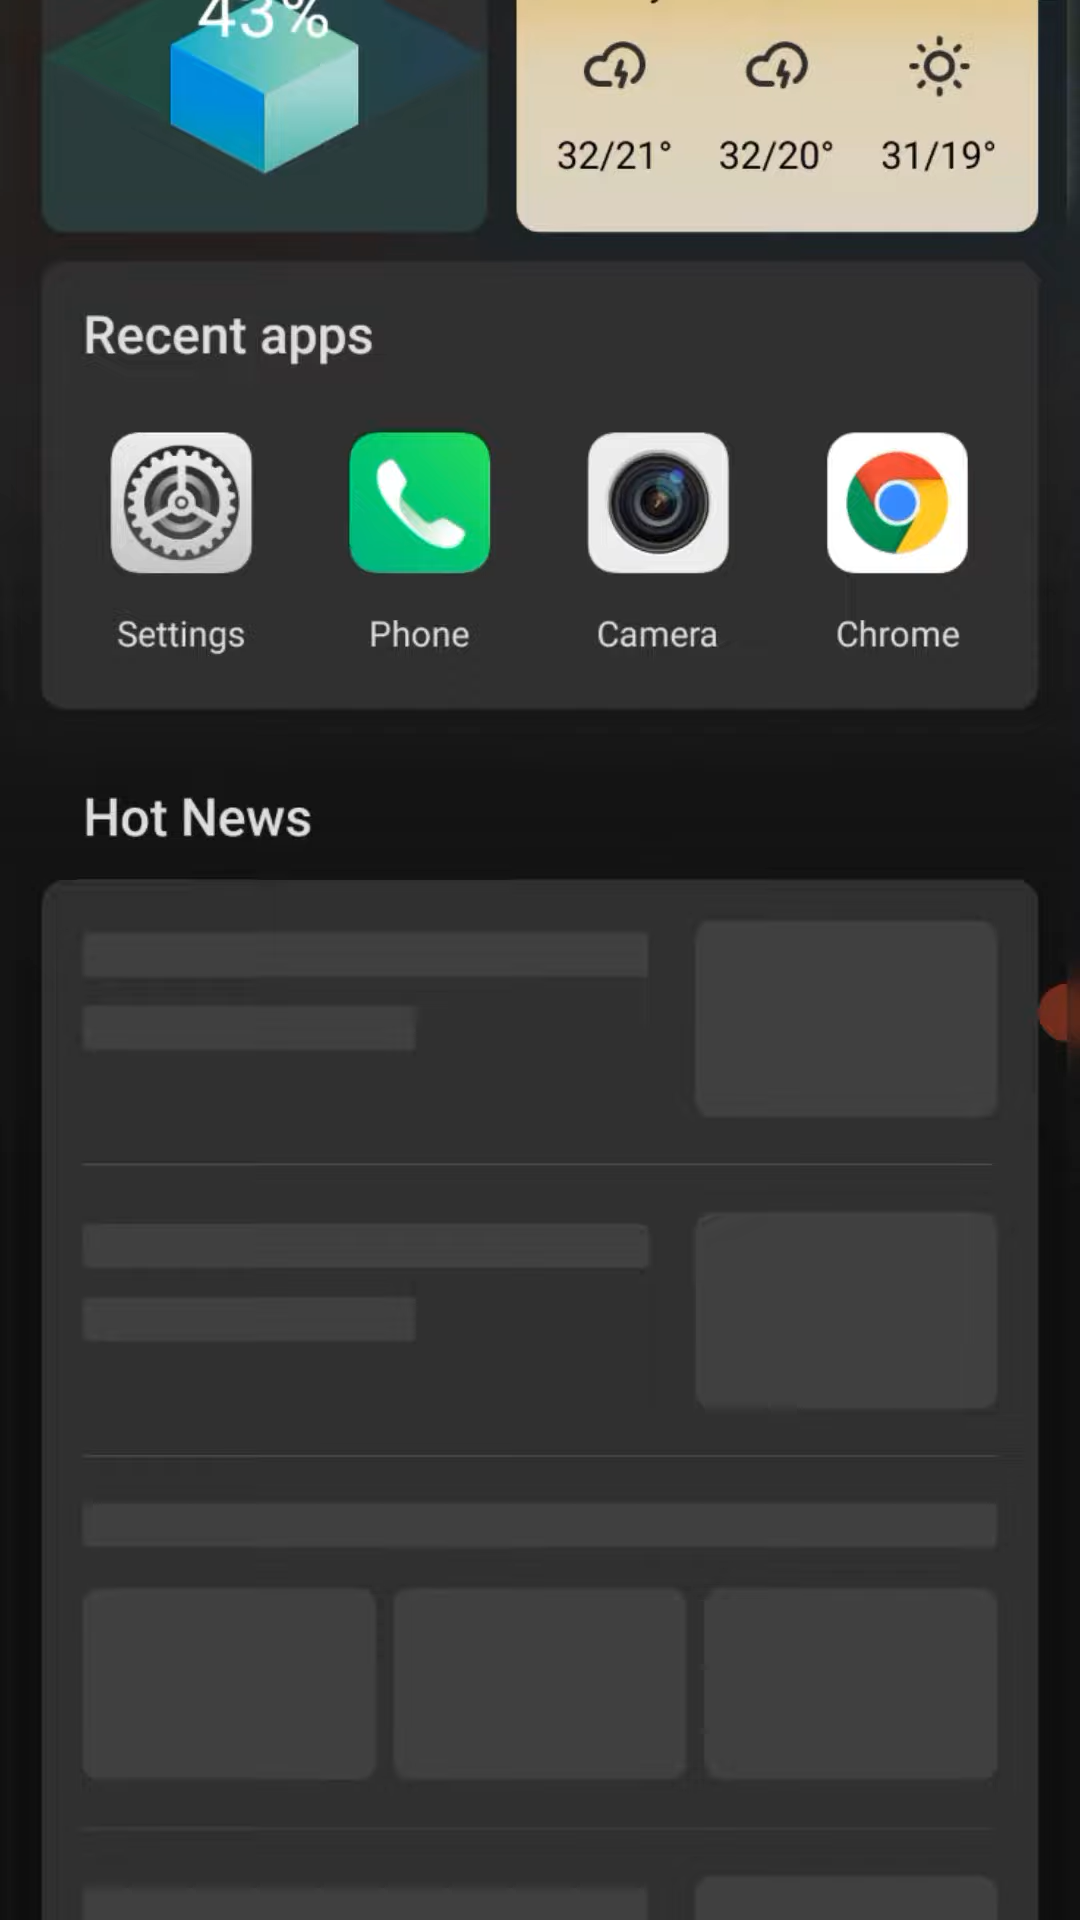 43%
32/21° 32/20° 31/19°
Recent apps
Settings Phone Camera Chrome
Hot News